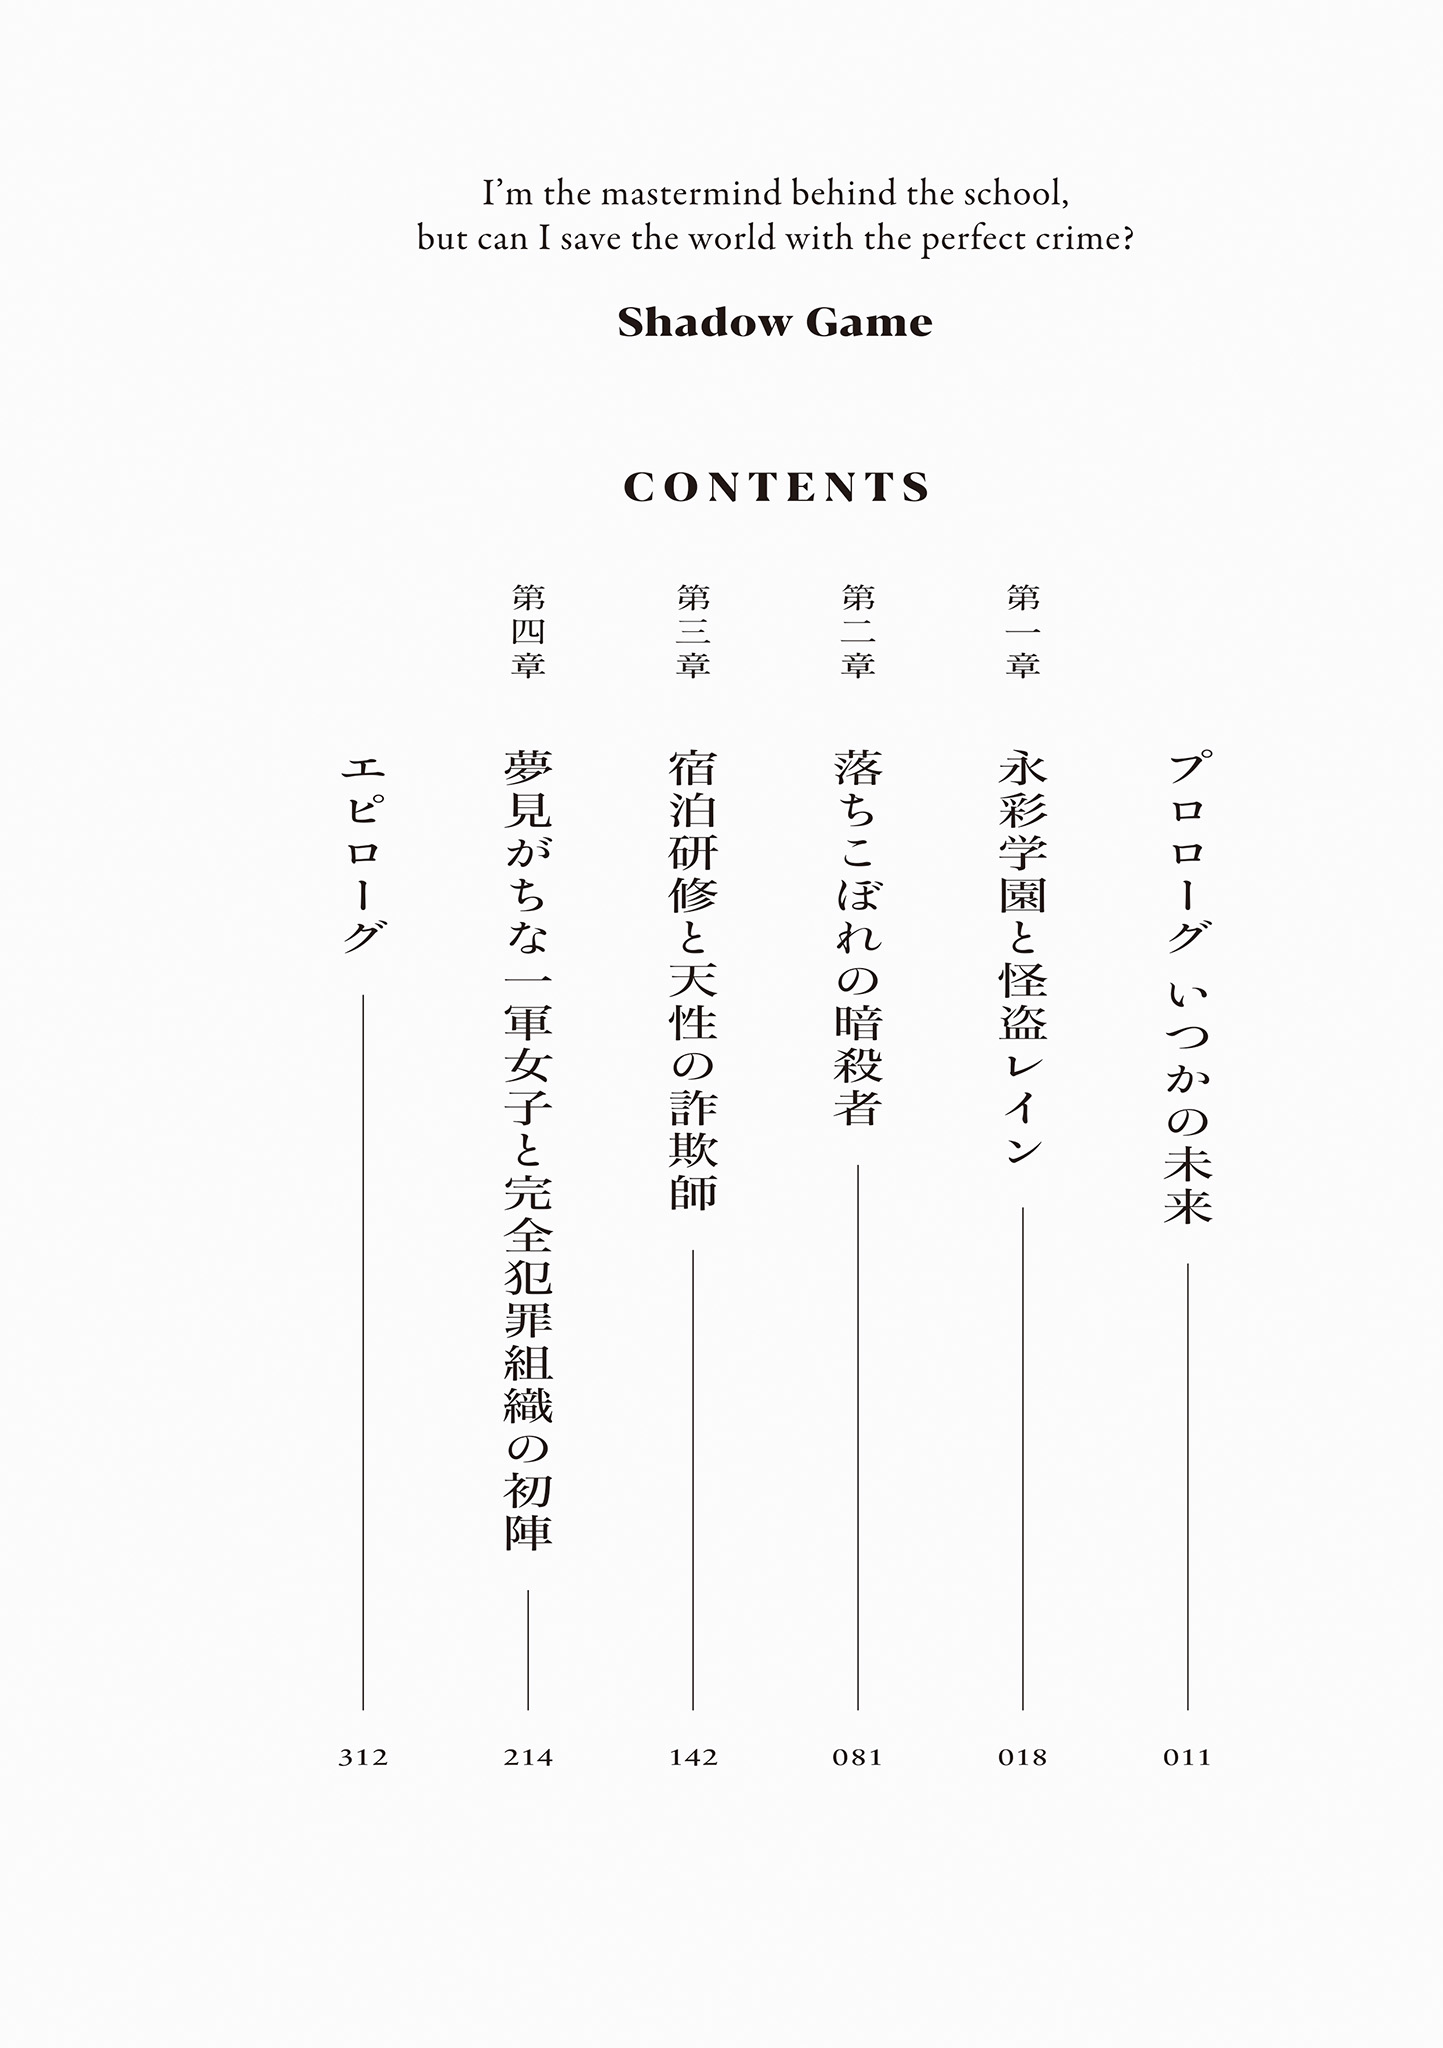 I'm the mastermind behind the school,
but can I save the world with the perfect crime?
Shadow Game
CONTENTS
プロローグ いつかの未来 011
第一章 永彩学園と怪盗レイン 018
第二章 落ちこぼれの暗殺者 081
第三章 宿泊研修と天性の詐欺師 142
第四章 夢見がちな一軍女子と完全犯罪組織の初陣 214
エピローグ 312